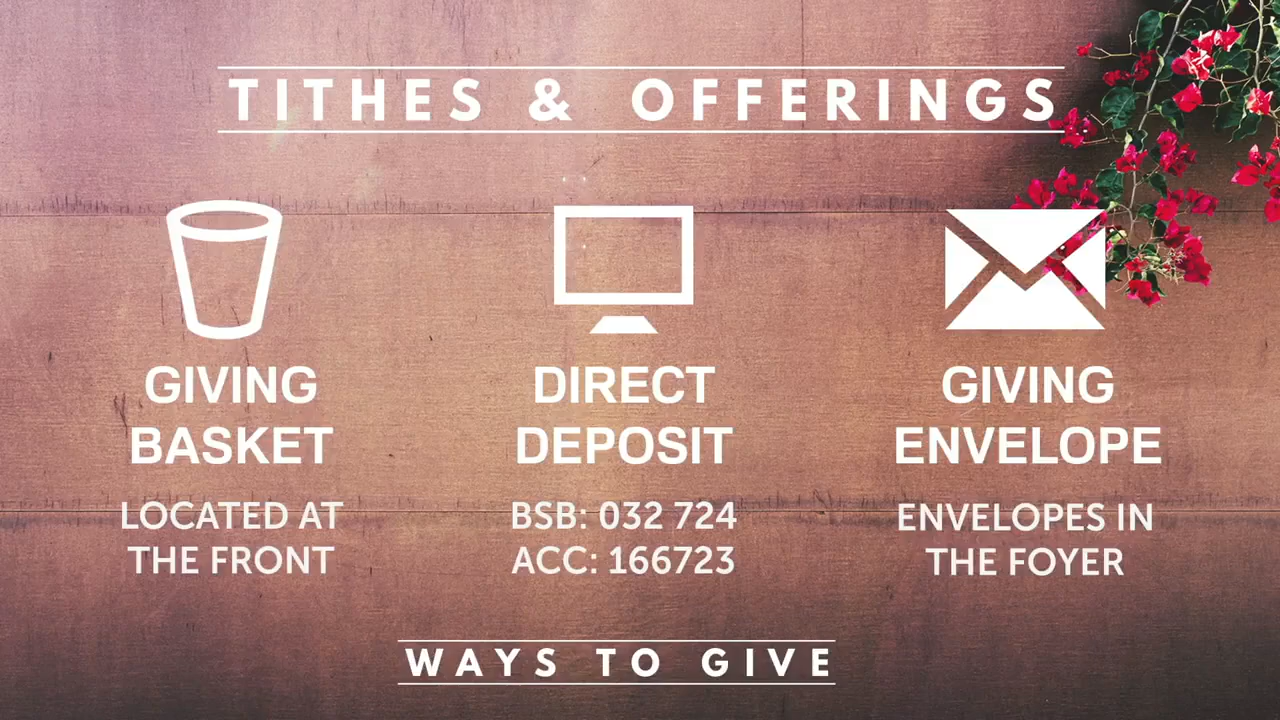 TITHES & OFFERINGS
GIVING
BASKET
LOCATED AT
THE FRONT
DIRECT
DEPOSIT
BSB: 032 724
ACC: 166723
GIVING
ENVELOPE
ENVELOPES IN
THE FOYER
WAYS TO GIVE